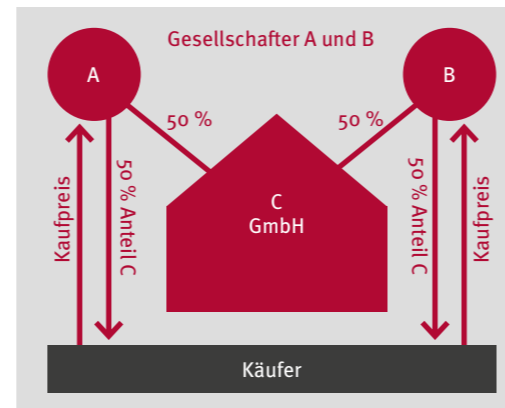 Gesellschafter A und B
A
B
50 %
50 %
Kaufpreis
50 % Anteil C
C
GmbH
50 % Anteil C
Kaufpreis
Käufer